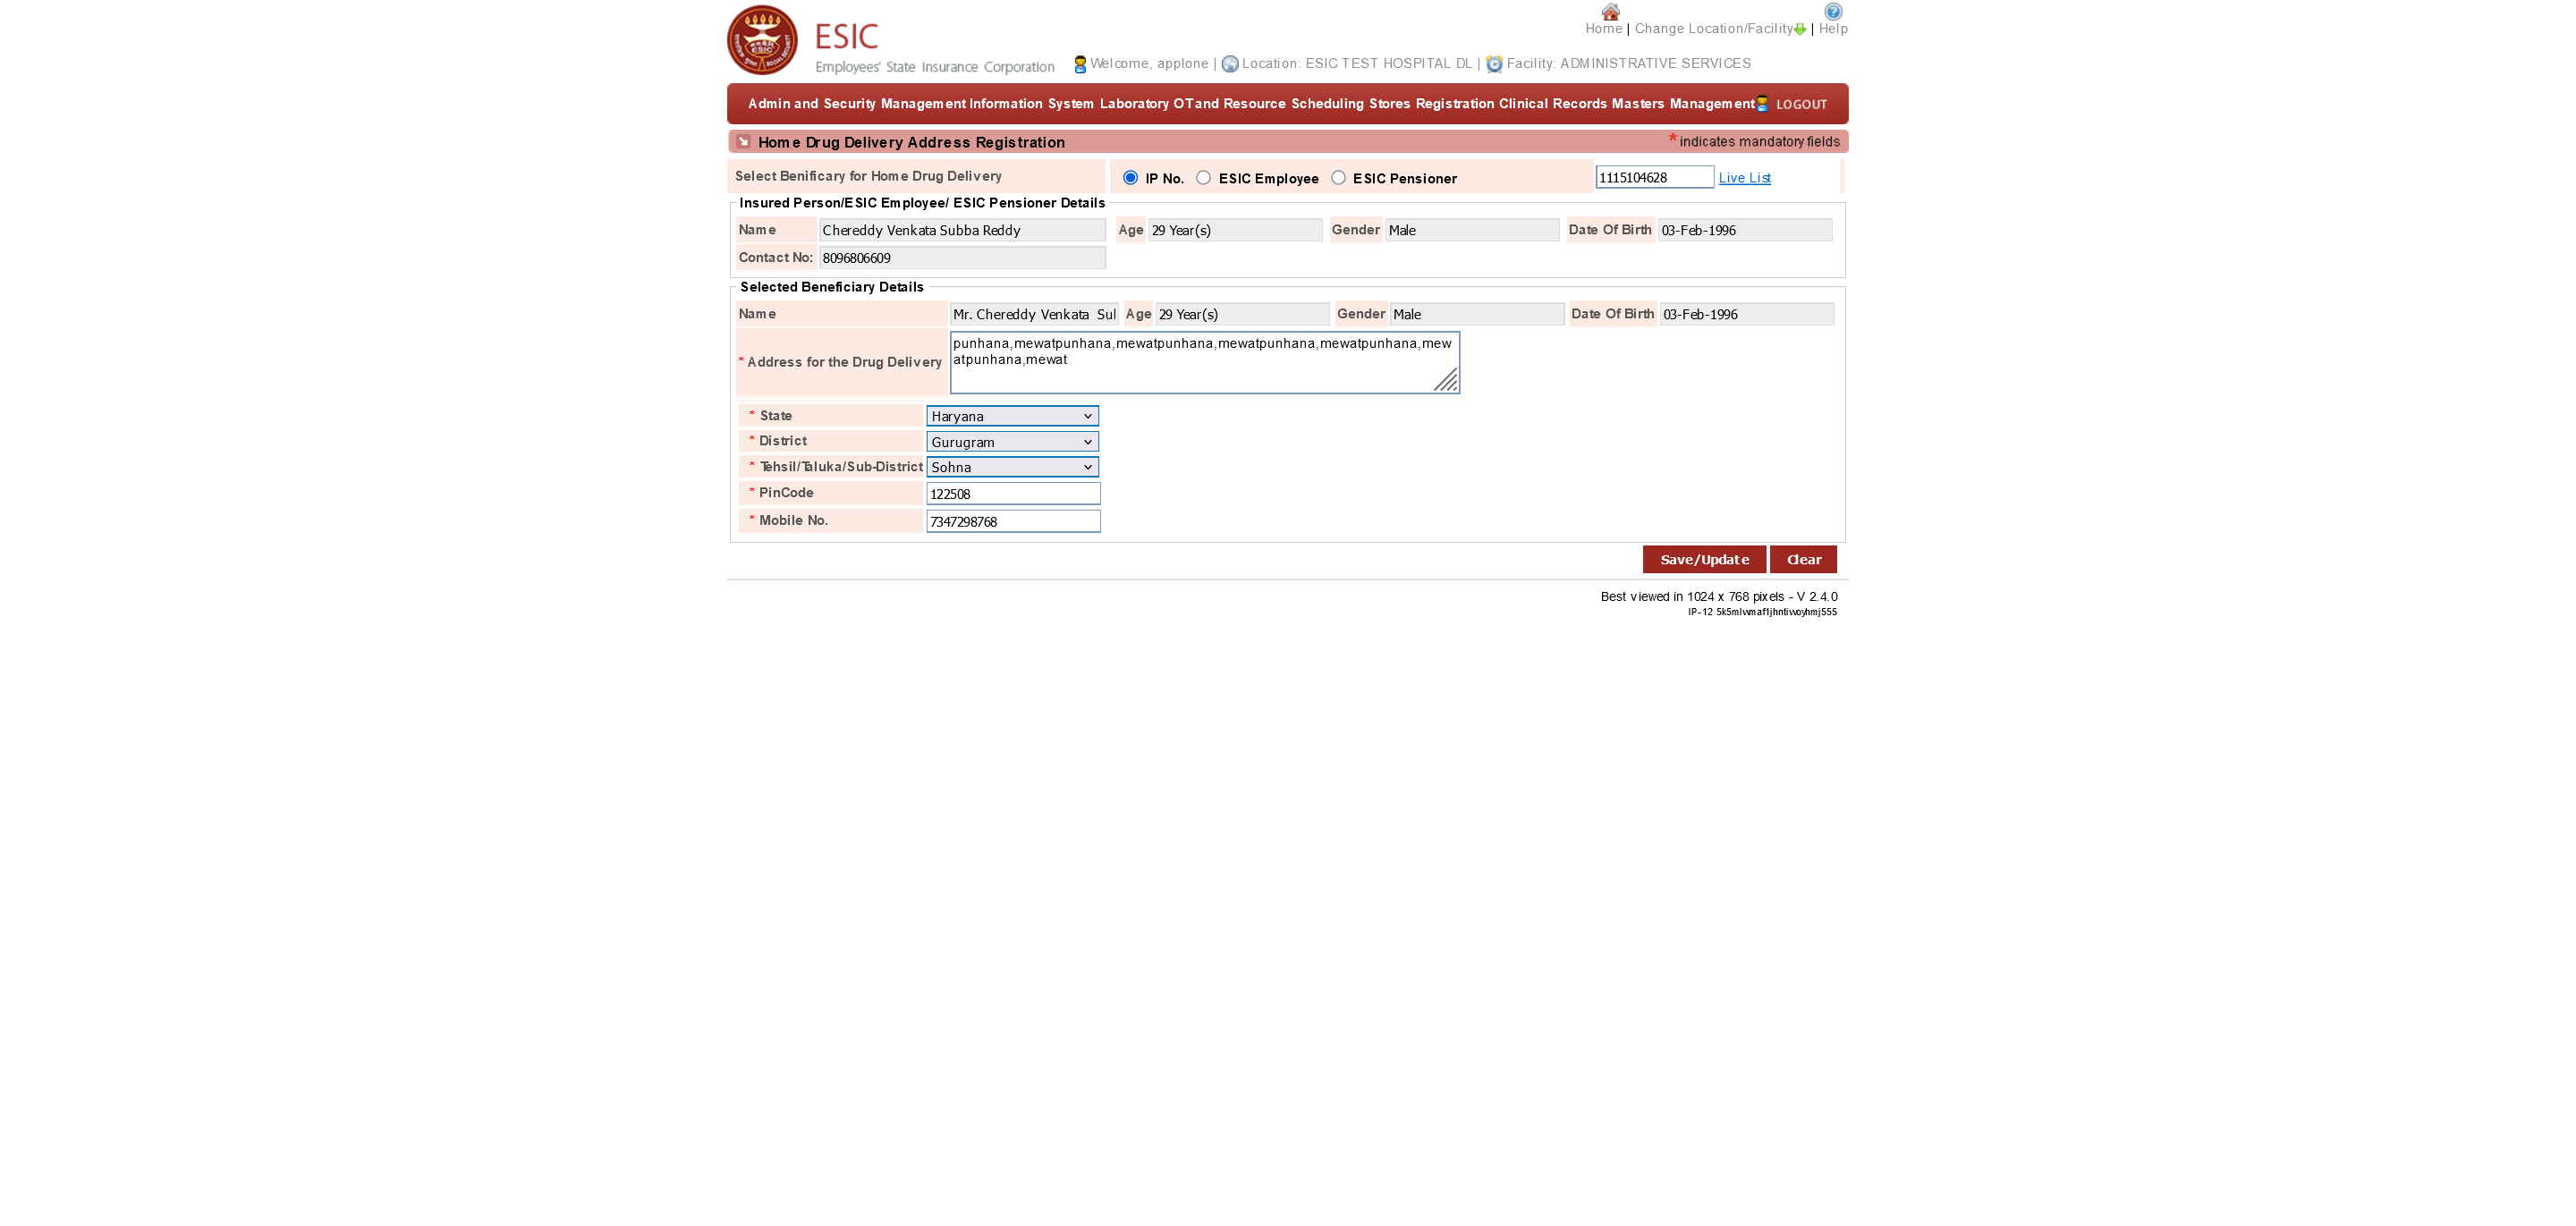 ESIC
Employees' State Insurance Corporation
Home | Change Location/Facility | Help
Welcome, applone | Location: ESIC TEST HOSPITAL DL | Facility: ADMINISTRATIVE SERVICES
Admin and Security Management Information System Laboratory OT and Resource Scheduling Stores Registration Clinical Records Masters Management LOGOUT
Home Drug Delivery Address Registration * indicates mandatory fields
Select Benificary for Home Drug Delivery IP No. ESIC Employee ESIC Pensioner 1115104628 Live List
Insured Person/ESIC Employee/ ESIC Pensioner Details
Name Chereddy Venkata Subba Reddy Age 29 Year(s) Gender Male Date Of Birth 03-Feb-1996
Contact No: 8096806609
Selected Beneficiary Details
Name Mr. Chereddy Venkata Sul Age 29 Year(s) Gender Male Date Of Birth 03-Feb-1996
* Address for the Drug Delivery punhana,mewatpunhana,mewatpunhana,mewatpunhana,mewatpunhana,mew
atpunhana,mewat
* State Haryana
* District Gurugram
* Tehsil/Taluka/Sub-District Sohna
* PinCode 122508
* Mobile No. 7347298768
Save/Update Clear
Best viewed in 1024 x 768 pixels - V 2.4.0